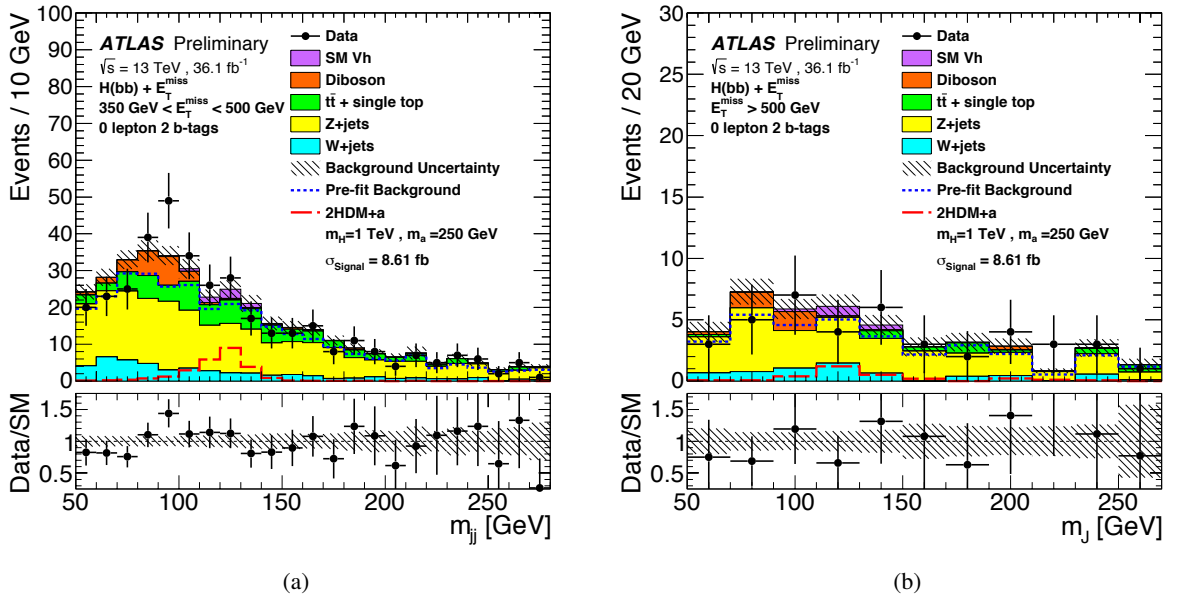 Events / 10 GeV
100
90
80
70
60
50
40
30
20
10
0
ATLAS Preliminary
√s = 13 TeV , 36.1 fb⁻¹
H(bb) + E_T^miss
350 GeV < E_T^miss < 500 GeV
0 lepton 2 b-tags
Data
SM Vh
Diboson
tt̄ + single top
Z+jets
W+jets
Background Uncertainty
Pre-fit Background
2HDM+a
m_H=1 TeV , m_a =250 GeV
σ_Signal = 8.61 fb
Data/SM
1.5
1
0.5
50 100 150 200 250
m_jj [GeV]
(a)
Events / 20 GeV
30
25
20
15
10
5
0
ATLAS Preliminary
√s = 13 TeV , 36.1 fb⁻¹
H(bb) + E_T^miss
E_T^miss > 500 GeV
0 lepton 2 b-tags
Data
SM Vh
Diboson
tt̄ + single top
Z+jets
W+jets
Background Uncertainty
Pre-fit Background
2HDM+a
m_H=1 TeV , m_a =250 GeV
σ_Signal = 8.61 fb
Data/SM
1.5
1
0.5
50 100 150 200 250
m_J [GeV]
(b)